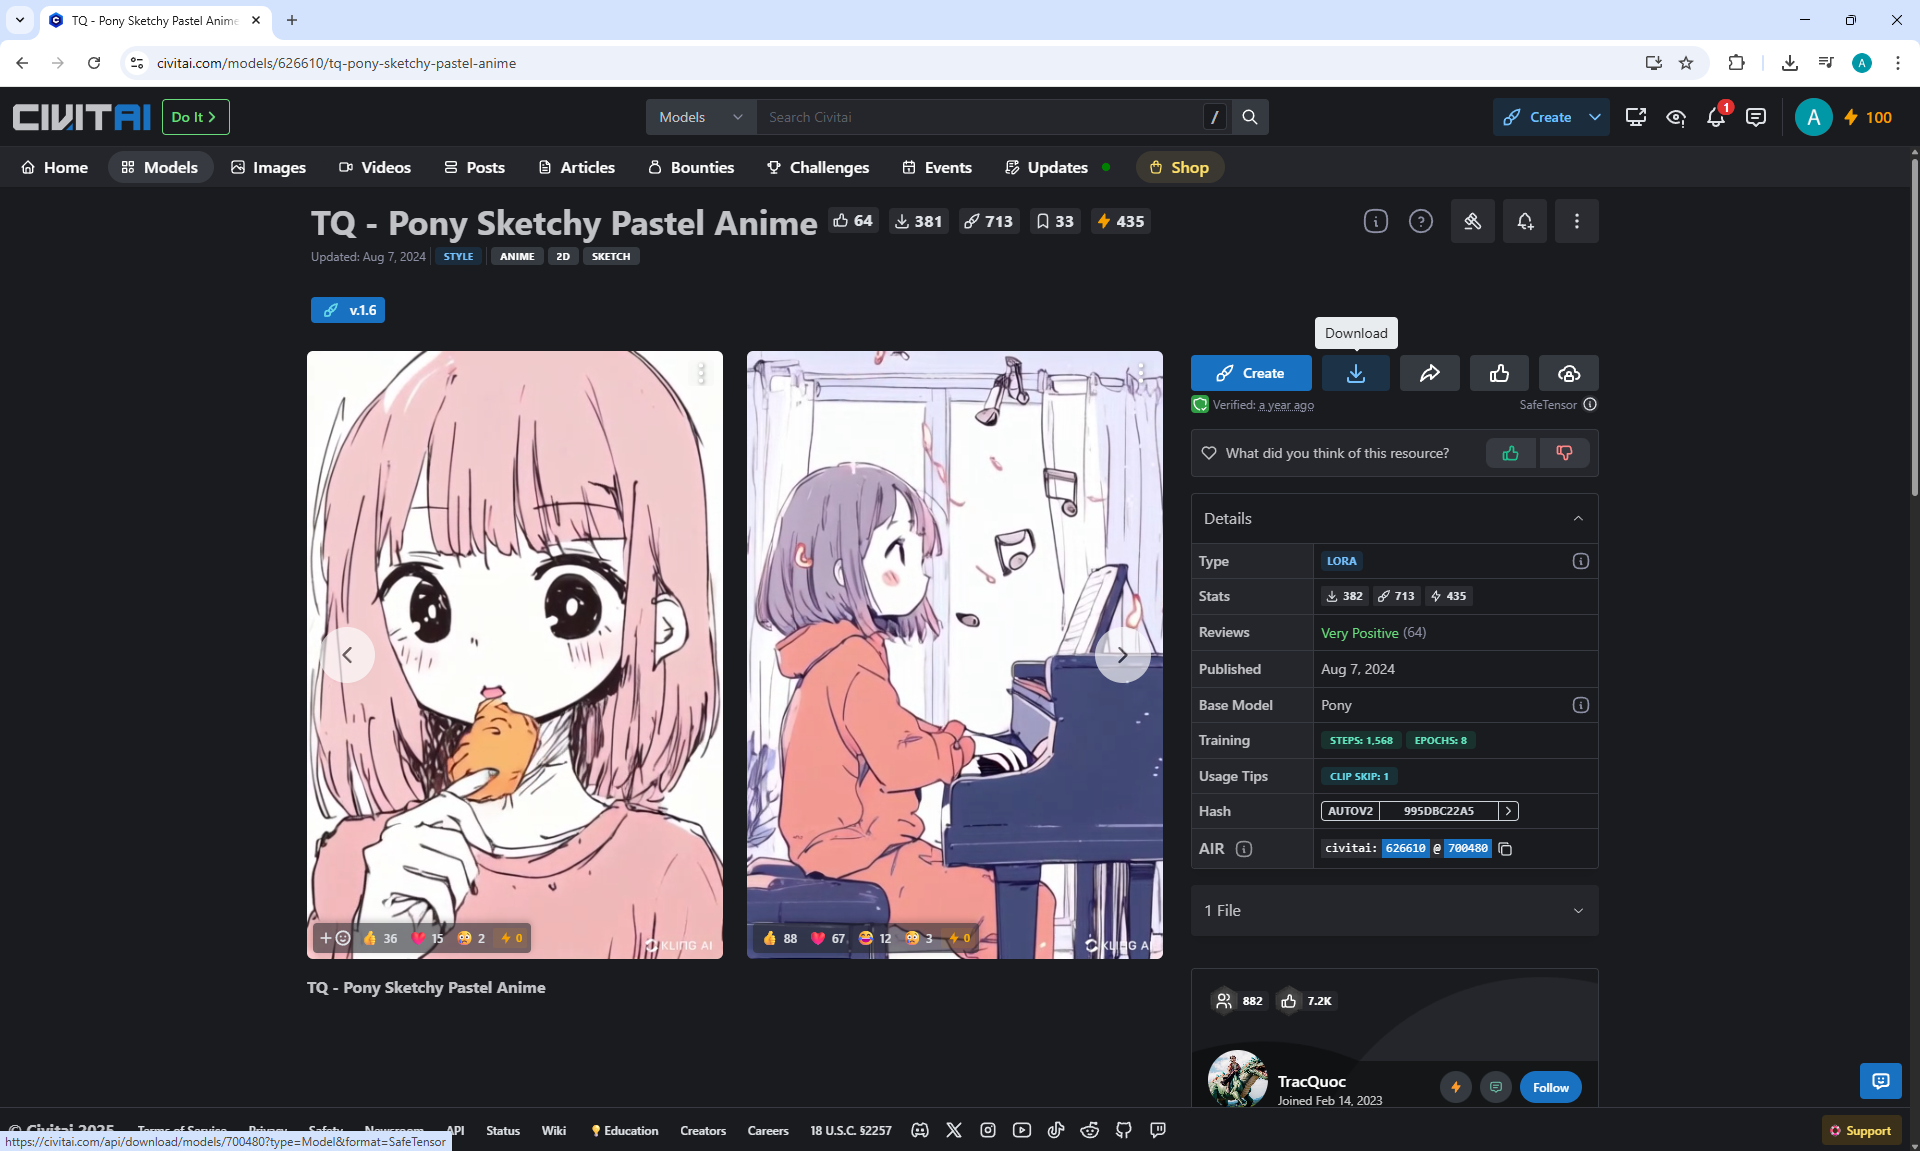 TQ - Pony Sketchy Pastel Anime
civitai.com/models/626610/tq-pony-sketchy-pastel-anime
A
CIVITAI
Do It
Models
Search Civitai
/
Create
1
A
100
Home
Models
Images
Videos
Posts
Articles
Bounties
Challenges
Events
Updates
Shop
TQ - Pony Sketchy Pastel Anime
64
381
713
33
435
Updated: Aug 7, 2024
STYLE
ANIME
2D
SKETCH
v.1.6
Download
Create
Verified: a year ago
SafeTensor
What did you think of this resource?
Details
Type
LORA
Stats
382
713
435
Reviews
Very Positive (64)
Published
Aug 7, 2024
Base Model
Pony
Training
STEPS: 1,568
EPOCHS: 8
Usage Tips
CLIP SKIP: 1
Hash
AUTOV2
995DBC22A5
AIR
civitai: 626610 @ 700480
1 File
36
15
2
0
KLING AI
88
67
12
3
0
KLING AI
TQ - Pony Sketchy Pastel Anime
882
7.2K
TracQuoc
Joined Feb 14, 2023
Follow
© Civitai 2025
Terms of Service
Privacy
Safety
Newsroom
API
Status
Wiki
Education
Creators
Careers
18 U.S.C. §2257
Support
https://civitai.com/api/download/models/700480?type=Model&format=SafeTensor